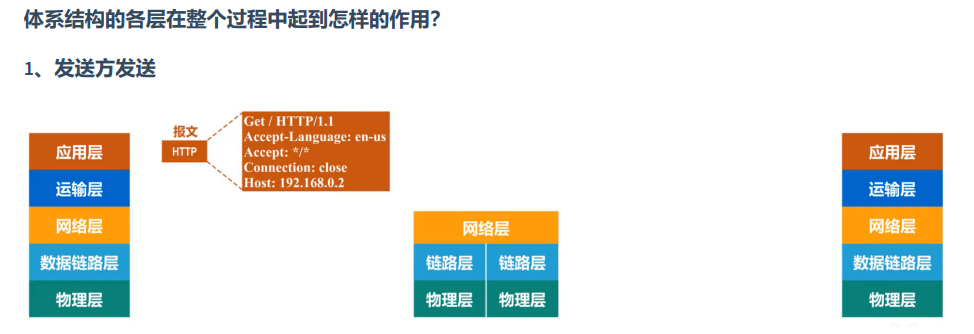 体系结构的各层在整个过程中起到怎样的作用？
1、发送方发送
报文
HTTP
Get / HTTP/1.1
Accept-Language: en-us
Accept: */*
Connection: close
Host: 192.168.0.2
应用层
运输层
网络层
数据链路层
物理层
网络层
链路层 链路层
物理层 物理层
应用层
运输层
网络层
数据链路层
物理层